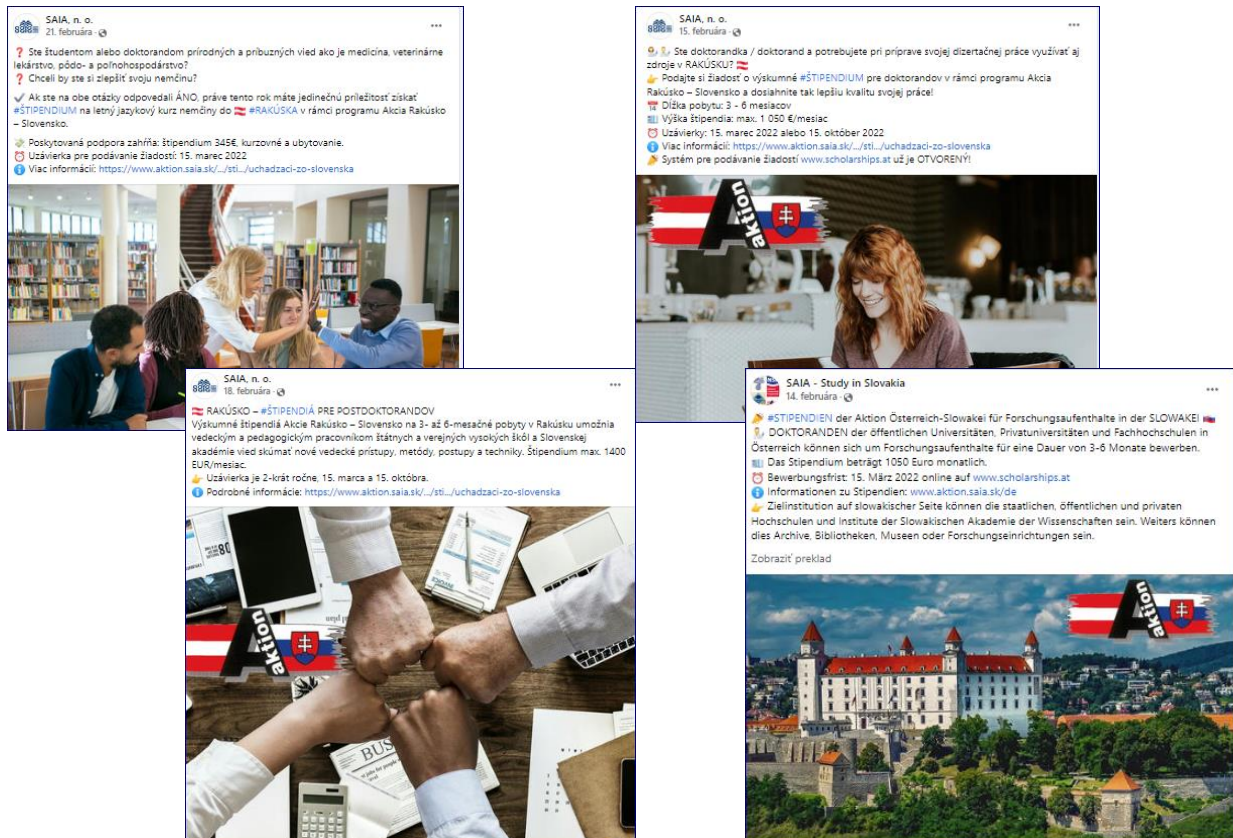 SAIA, n. o.
21. februára
❓ Ste študentom alebo doktorandom prírodných a príbuzných vied ako je medicína, veterinárne
lekárstvo, pôdo- a poľnohospodárstvo?
❓ Chceli by ste si zlepšiť svoju nemčinu?
✔ Ak ste na obe otázky odpovedali ÁNO, práve tento rok máte jedinečnú príležitosť získať
#ŠTIPENDIUM na letný jazykový kurz nemčiny do 🇦🇹 #RAKÚSKA v rámci programu Akcia Rakúsko
– Slovensko.
💸 Poskytovaná podpora zahŕňa: štipendium 345€, kurzovné a ubytovanie.
⏰ Uzávierka pre podávanie žiadostí: 15. marec 2022
ℹ Viac informácií: https://www.aktion.saia.sk/.../sti.../uchadzaci-zo-slovenska
SAIA, n. o.
15. februára
Ste doktorandka / doktorand a potrebujete pri príprave svojej dizertačnej práce využívať aj
zdroje v RAKÚSKU? 🇦🇹
👉 Podajte si žiadosť o výskumné #ŠTIPENDIUM pre doktorandov v rámci programu Akcia
Rakúsko – Slovensko a dosiahnite tak lepšiu kvalitu svojej práce!
📅 Dĺžka pobytu: 3 - 6 mesiacov
💶 Výška štipendia: max. 1 050 €/mesiac
⏰ Uzávierky: 15. marec 2022 alebo 15. október 2022
ℹ Viac informácií: https://www.aktion.saia.sk/.../sti.../uchadzaci-zo-slovenska
🎉 Systém pre podávanie žiadostí www.scholarships.at už je OTVORENÝ!
Aktion
SAIA, n. o.
18. februára
🇦🇹 RAKÚSKO – #ŠTIPENDIÁ PRE POSTDOKTORANDOV
Výskumné štipendiá Akcie Rakúsko – Slovensko na 3- až 6-mesačné pobyty v Rakúsku umožnia
vedeckým a pedagogickým pracovníkom štátnych a verejných vysokých škôl a Slovenskej
akadémie vied skúmať nové vedecké prístupy, metódy, postupy a techniky. Štipendium max. 1400
EUR/mesiac.
👉 Uzávierka je 2-krát ročne, 15. marca a 15. októbra.
ℹ Podrobné informácie: https://www.aktion.saia.sk/.../sti.../uchadzaci-zo-slovenska
Aktion
BUS
SAIA - Study in Slovakia
14. februára
🎉 #STIPENDIEN der Aktion Österreich-Slowakei für Forschungsaufenthalte in der SLOWAKEI 🇸🇰
DOKTORANDEN der öffentlichen Universitäten, Privatuniversitäten und Fachhochschulen in
Österreich können sich um Forschungsaufenthalte für eine Dauer von 3-6 Monate bewerben.
💶 Das Stipendium beträgt 1050 Euro monatlich.
⏰ Bewerbungsfrist: 15. März 2022 online auf www.scholarships.at
ℹ Informationen zu Stipendien: www.aktion.saia.sk/de
👉 Zielinstitution auf slowakischer Seite können die staatlichen, öffentlichen und privaten
Hochschulen und Institute der Slowakischen Akademie der Wissenschaften sein. Weiters können
dies Archive, Bibliotheken, Museen oder Forschungseinrichtungen sein.
Zobraziť preklad
Aktion